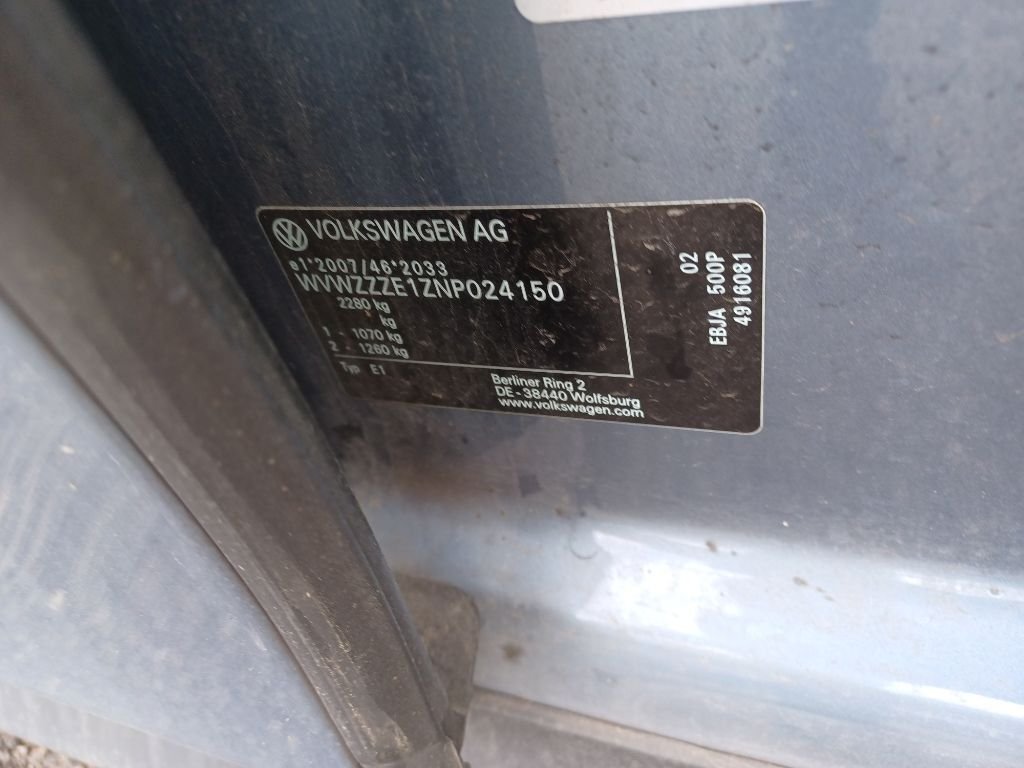 VOLKSWAGEN AG
e1*2007/46*2033
WVWZZZE1ZNP024150
2280 kg
kg
1 - 1070 kg
2 - 1260 kg
Typ E1
Berliner Ring 2
DE - 38440 Wolfsburg
www.volkswagen.com
02
EBJA 500P
4916081